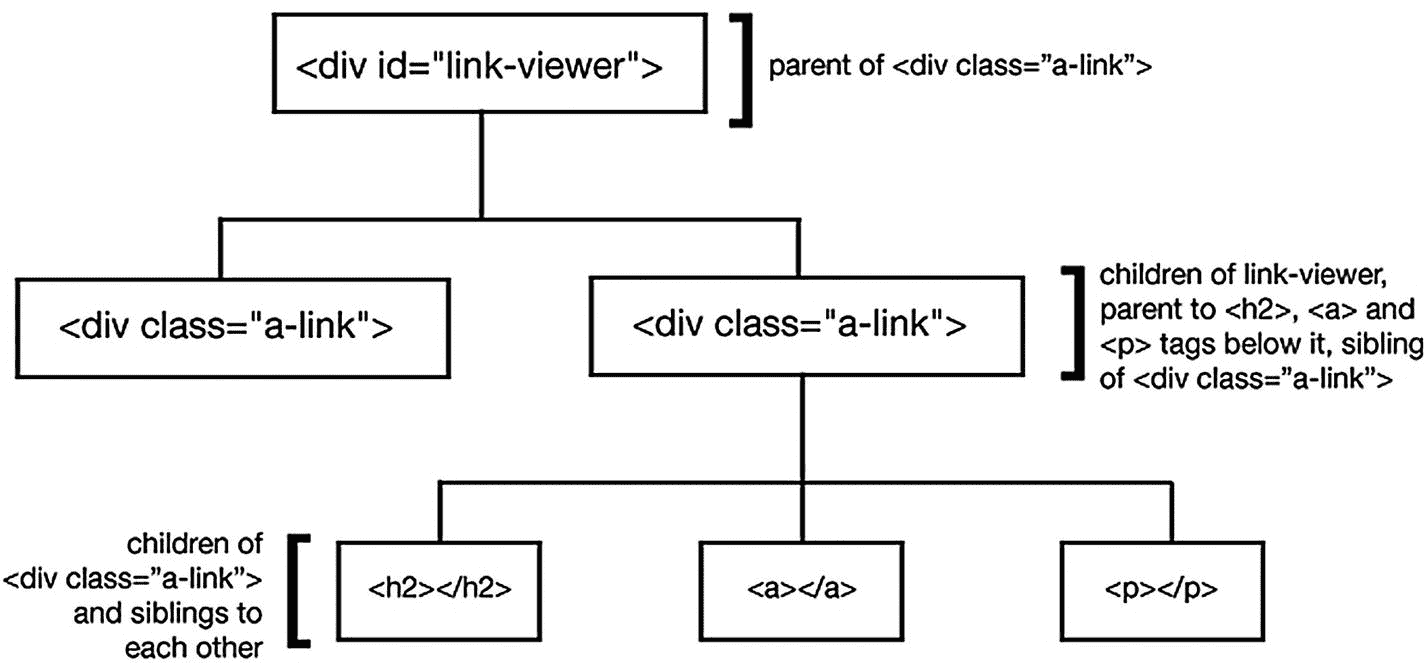 <div id="link-viewer">
parent of <div class=”a-link”>
<div class="a-link">
<div class="a-link">
children of link-viewer,
parent to <h2>, <a> and
<p> tags below it, sibling
of <div class=”a-link”>
children of
<div class=”a-link”>
and siblings to
each other
<h2></h2>
<a></a>
<p></p>